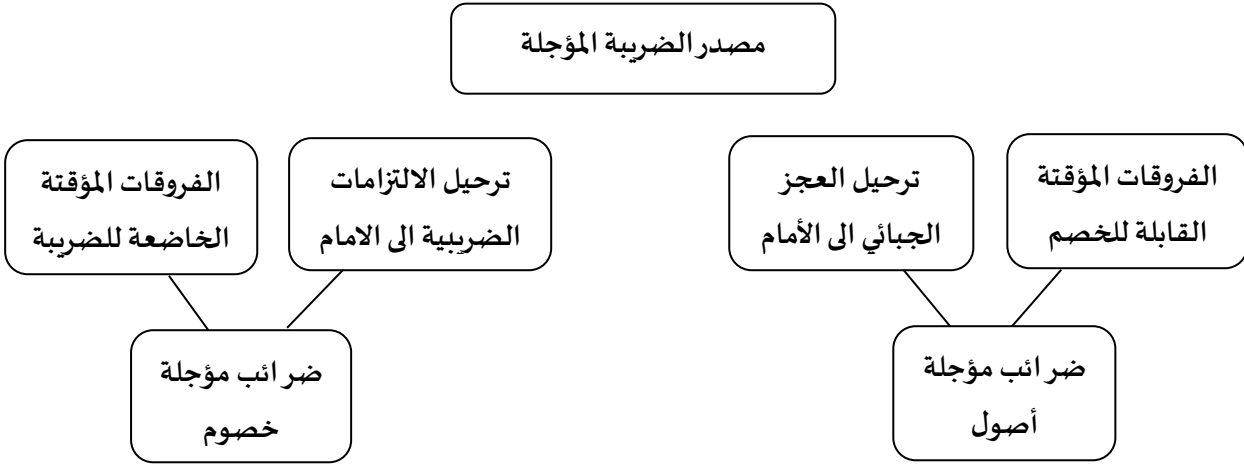 مصدر الضريبة المؤجلة
الفروقات المؤقتة
القابلة للخصم
ترحيل العجز
الجبائي الى الأمام
ترحيل الالتزامات
الضريبية الى الامام
الفروقات المؤقتة
الخاضعة للضريبة
ضرائب مؤجلة
أصول
ضرائب مؤجلة
خصوم